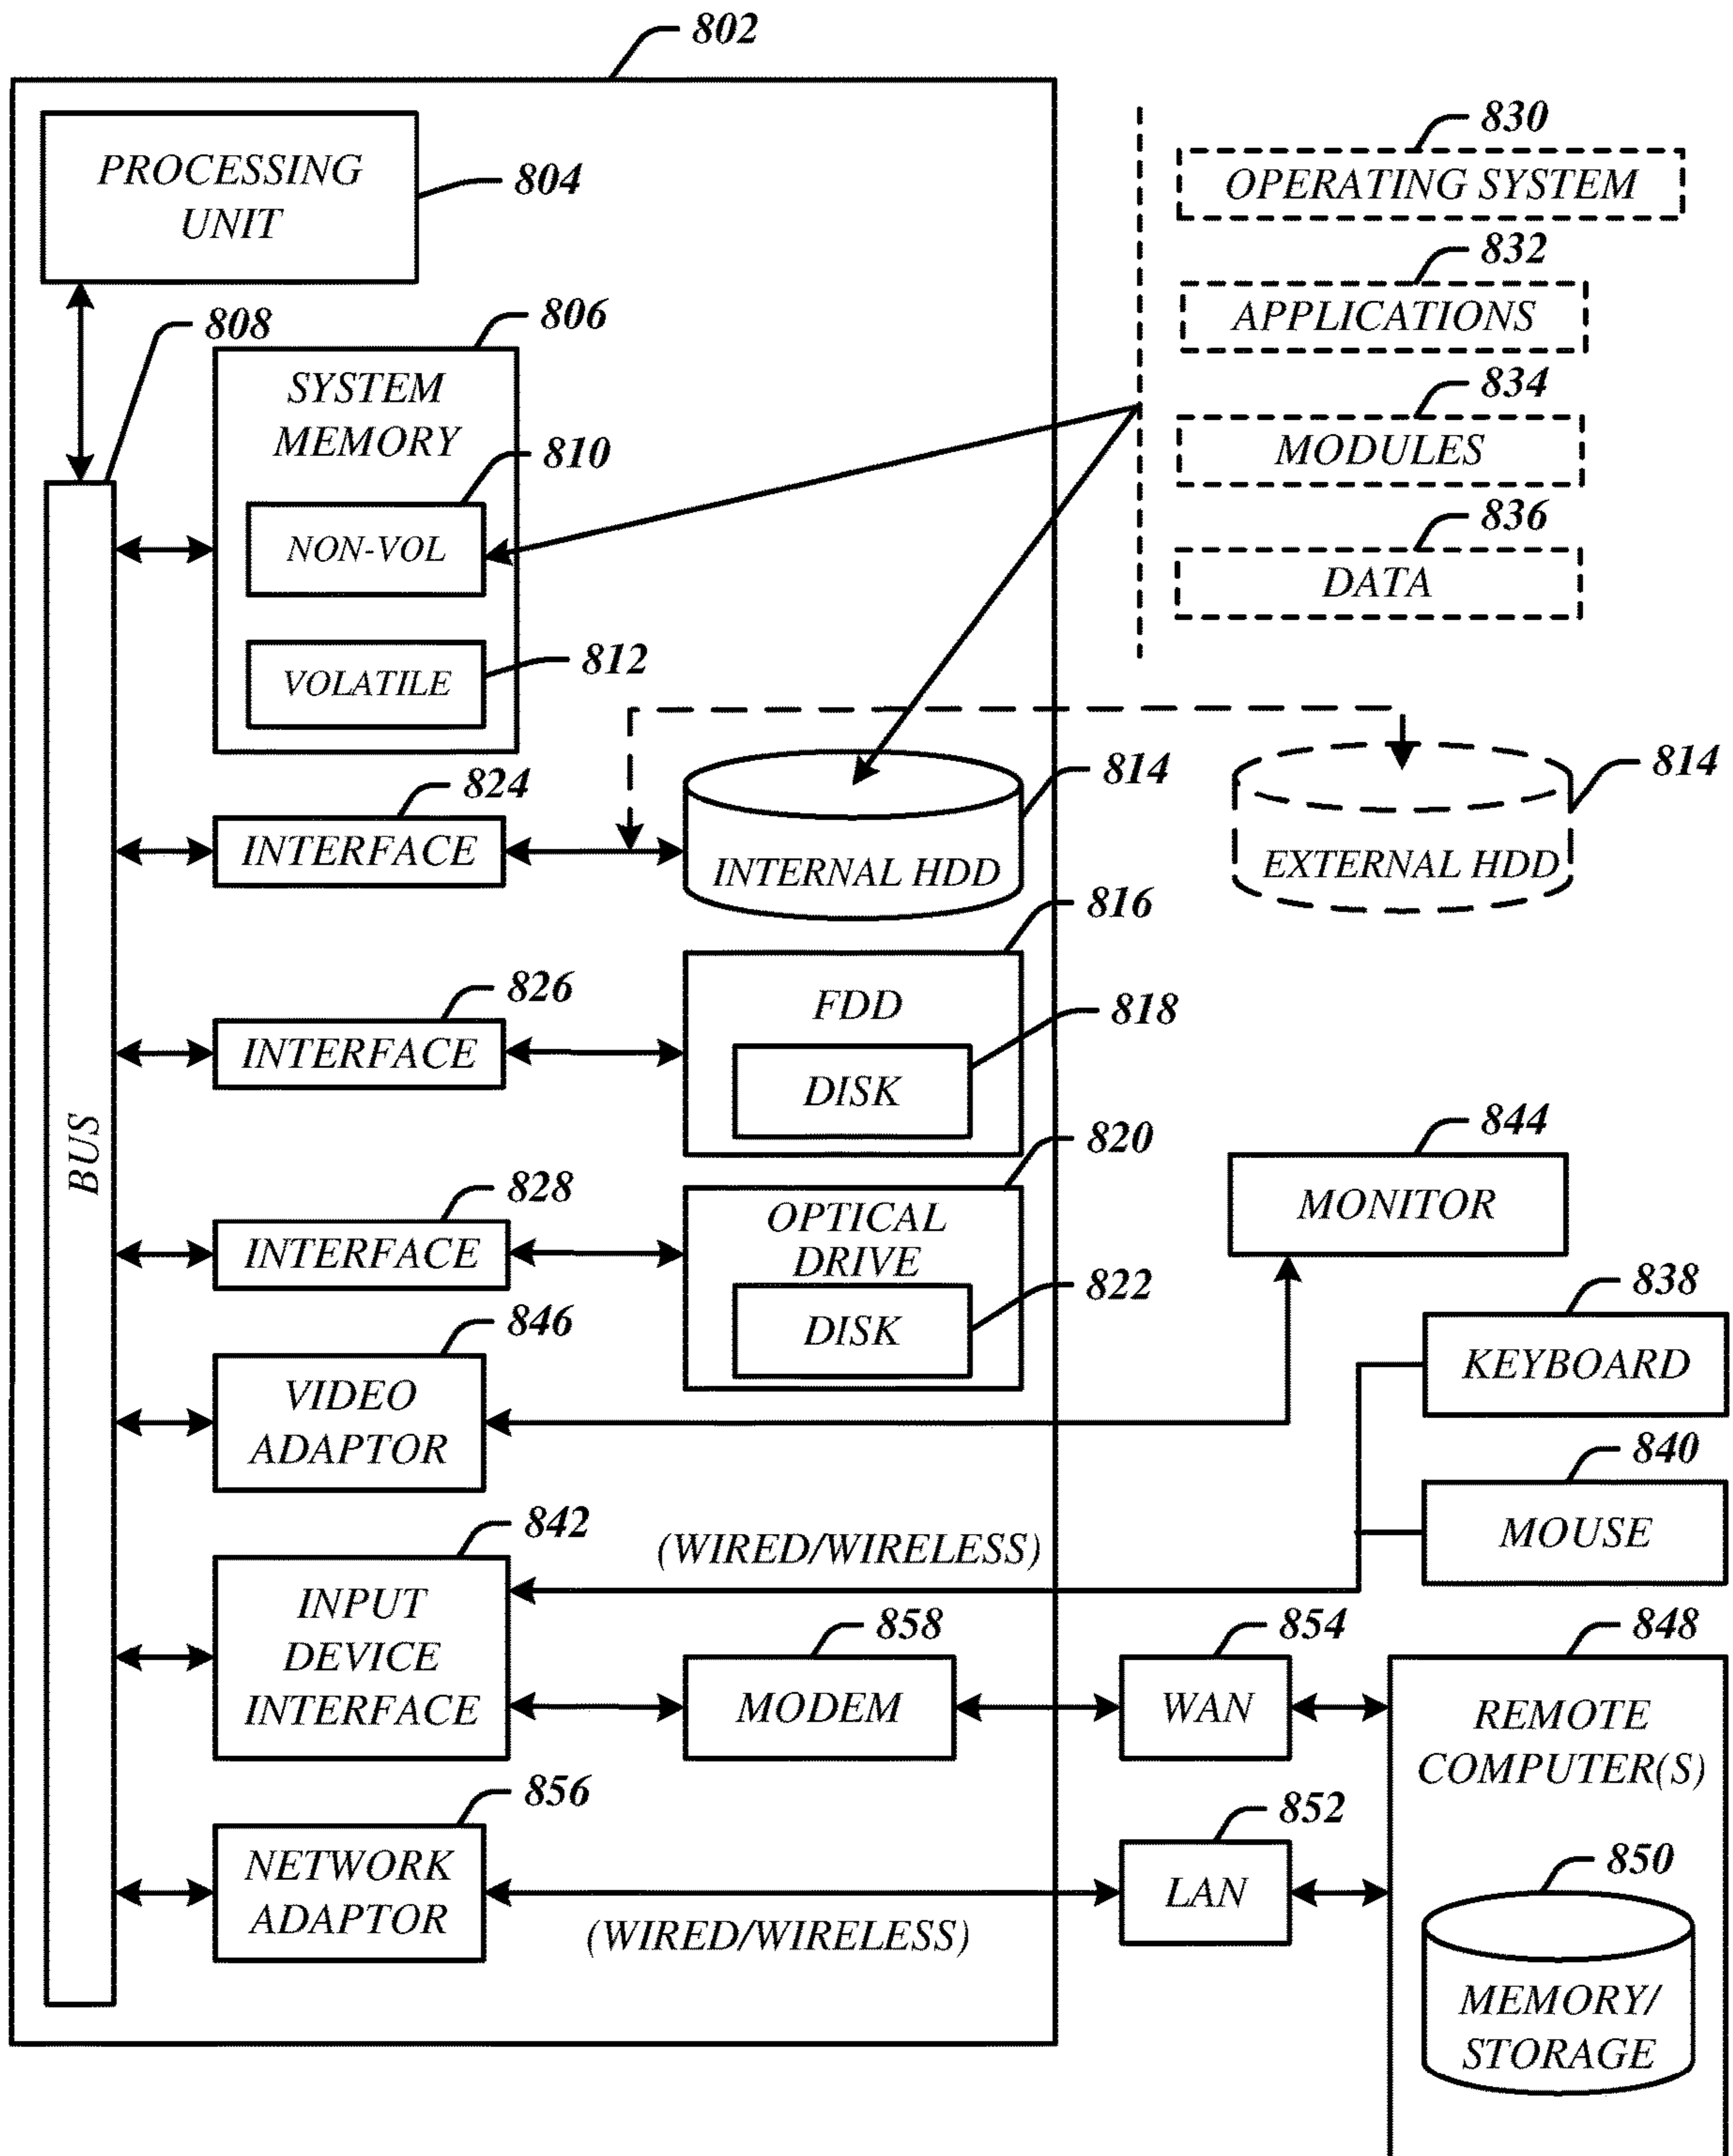 802
PROCESSING
UNIT
804
830
OPERATING SYSTEM
832
APPLICATIONS
834
MODULES
836
DATA
808
806
SYSTEM
MEMORY
810
NON-VOL
812
VOLATILE
824
INTERFACE
814
INTERNAL HDD
814
EXTERNAL HDD
816
FDD
818
DISK
826
INTERFACE
BUS
820
OPTICAL
DRIVE
822
DISK
828
INTERFACE
844
MONITOR
838
KEYBOARD
846
VIDEO
ADAPTOR
840
MOUSE
842
INPUT
DEVICE
INTERFACE
(WIRED/WIRELESS)
858
MODEM
854
WAN
848
REMOTE
COMPUTER(S)
856
NETWORK
ADAPTOR
(WIRED/WIRELESS)
852
LAN
850
MEMORY/
STORAGE